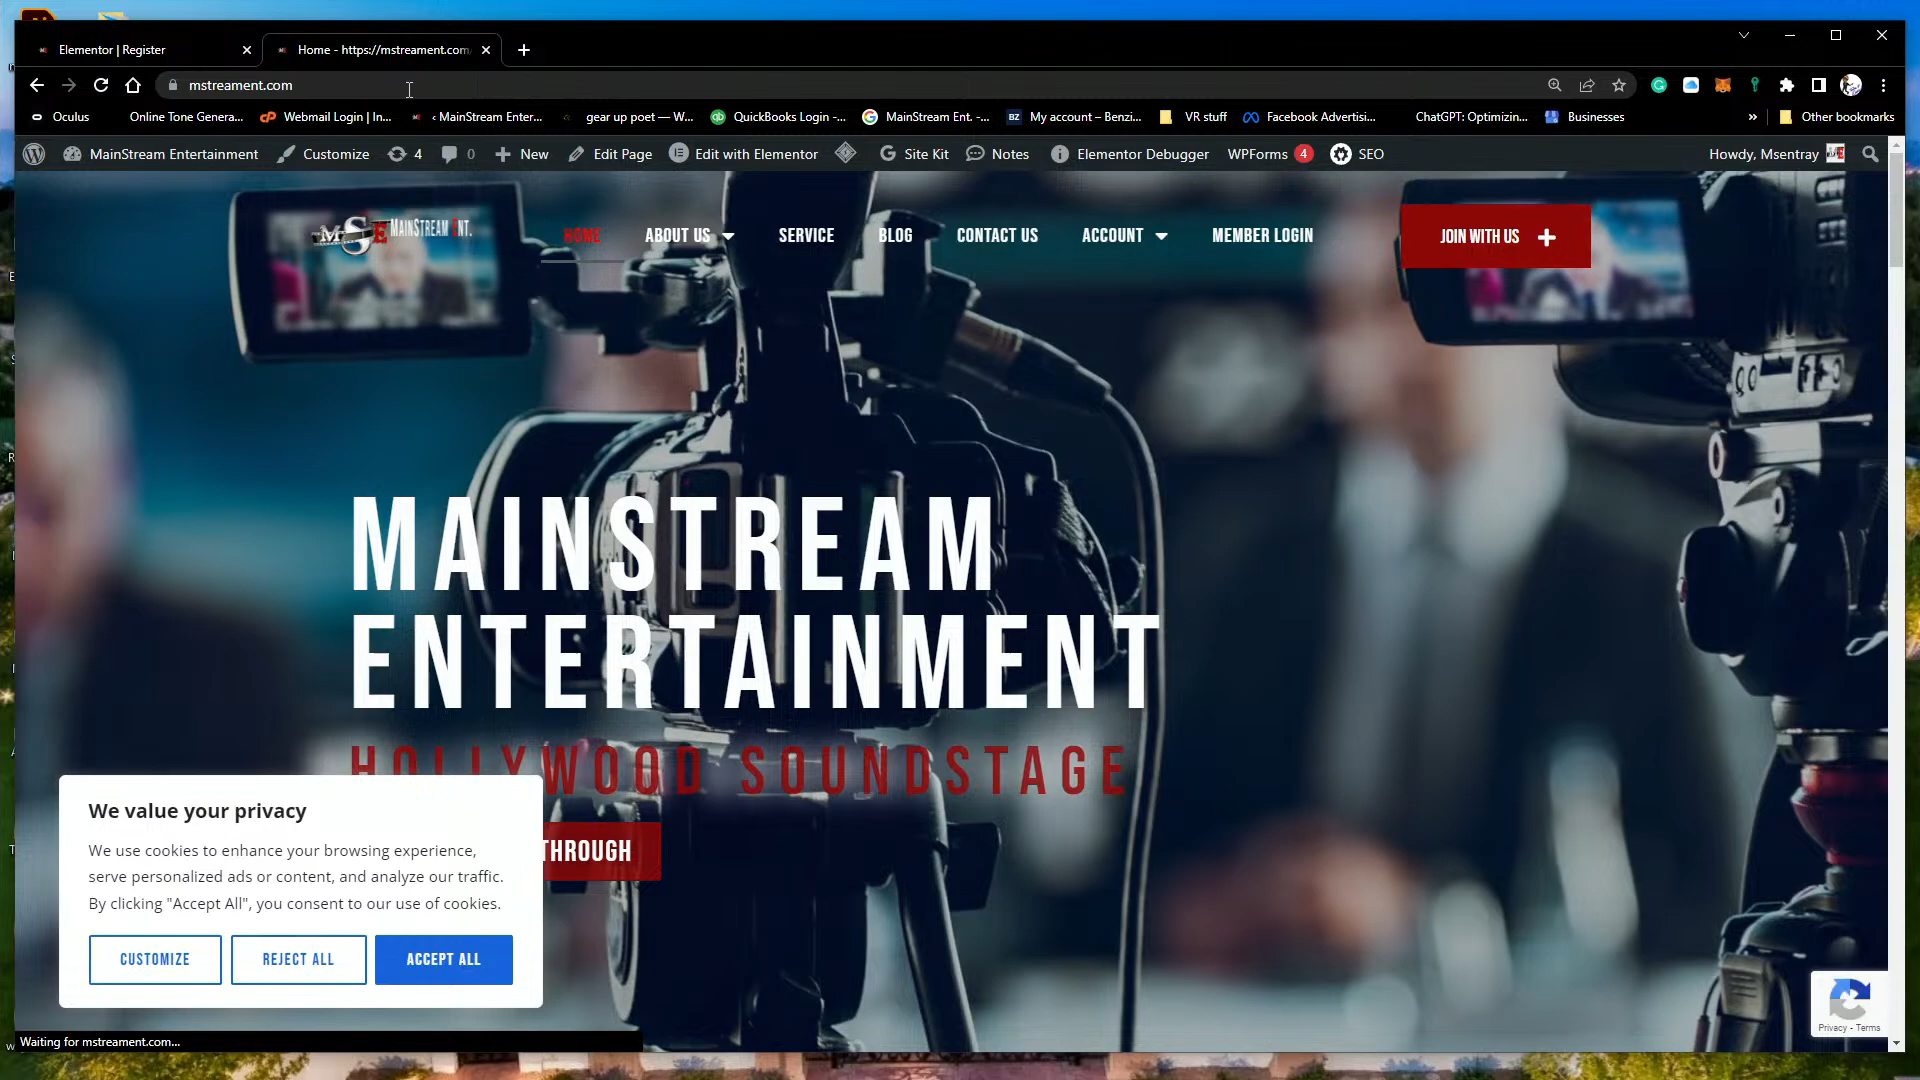 Elementor | Register
Home - https://mstreament.com
mstreament.com
Oculus
Online Tone Genera...
Webmail Login | In...
‹ MainStream Enter...
gear up poet — W...
QuickBooks Login -...
MainStream Ent. -...
My account – Benzi...
VR stuff
Facebook Advertisi...
ChatGPT: Optimizin...
Businesses
»
Other bookmarks
MainStream Entertainment
Customize
4
0
New
Edit Page
Edit with Elementor
Site Kit
Notes
Elementor Debugger
WPForms 4
SEO
Howdy, Msentray
MSE MAINSTREAM ENT.
HOME
ABOUT US
SERVICE
BLOG
CONTACT US
ACCOUNT
MEMBER LOGIN
JOIN WITH US
MAINSTREAM
ENTERTAINMENT
HOLLYWOOD SOUNDSTAGE
THROUGH
We value your privacy
We use cookies to enhance your browsing experience,
serve personalized ads or content, and analyze our traffic.
By clicking "Accept All", you consent to our use of cookies.
CUSTOMIZE
REJECT ALL
ACCEPT ALL
Privacy - Terms
Waiting for mstreament.com...